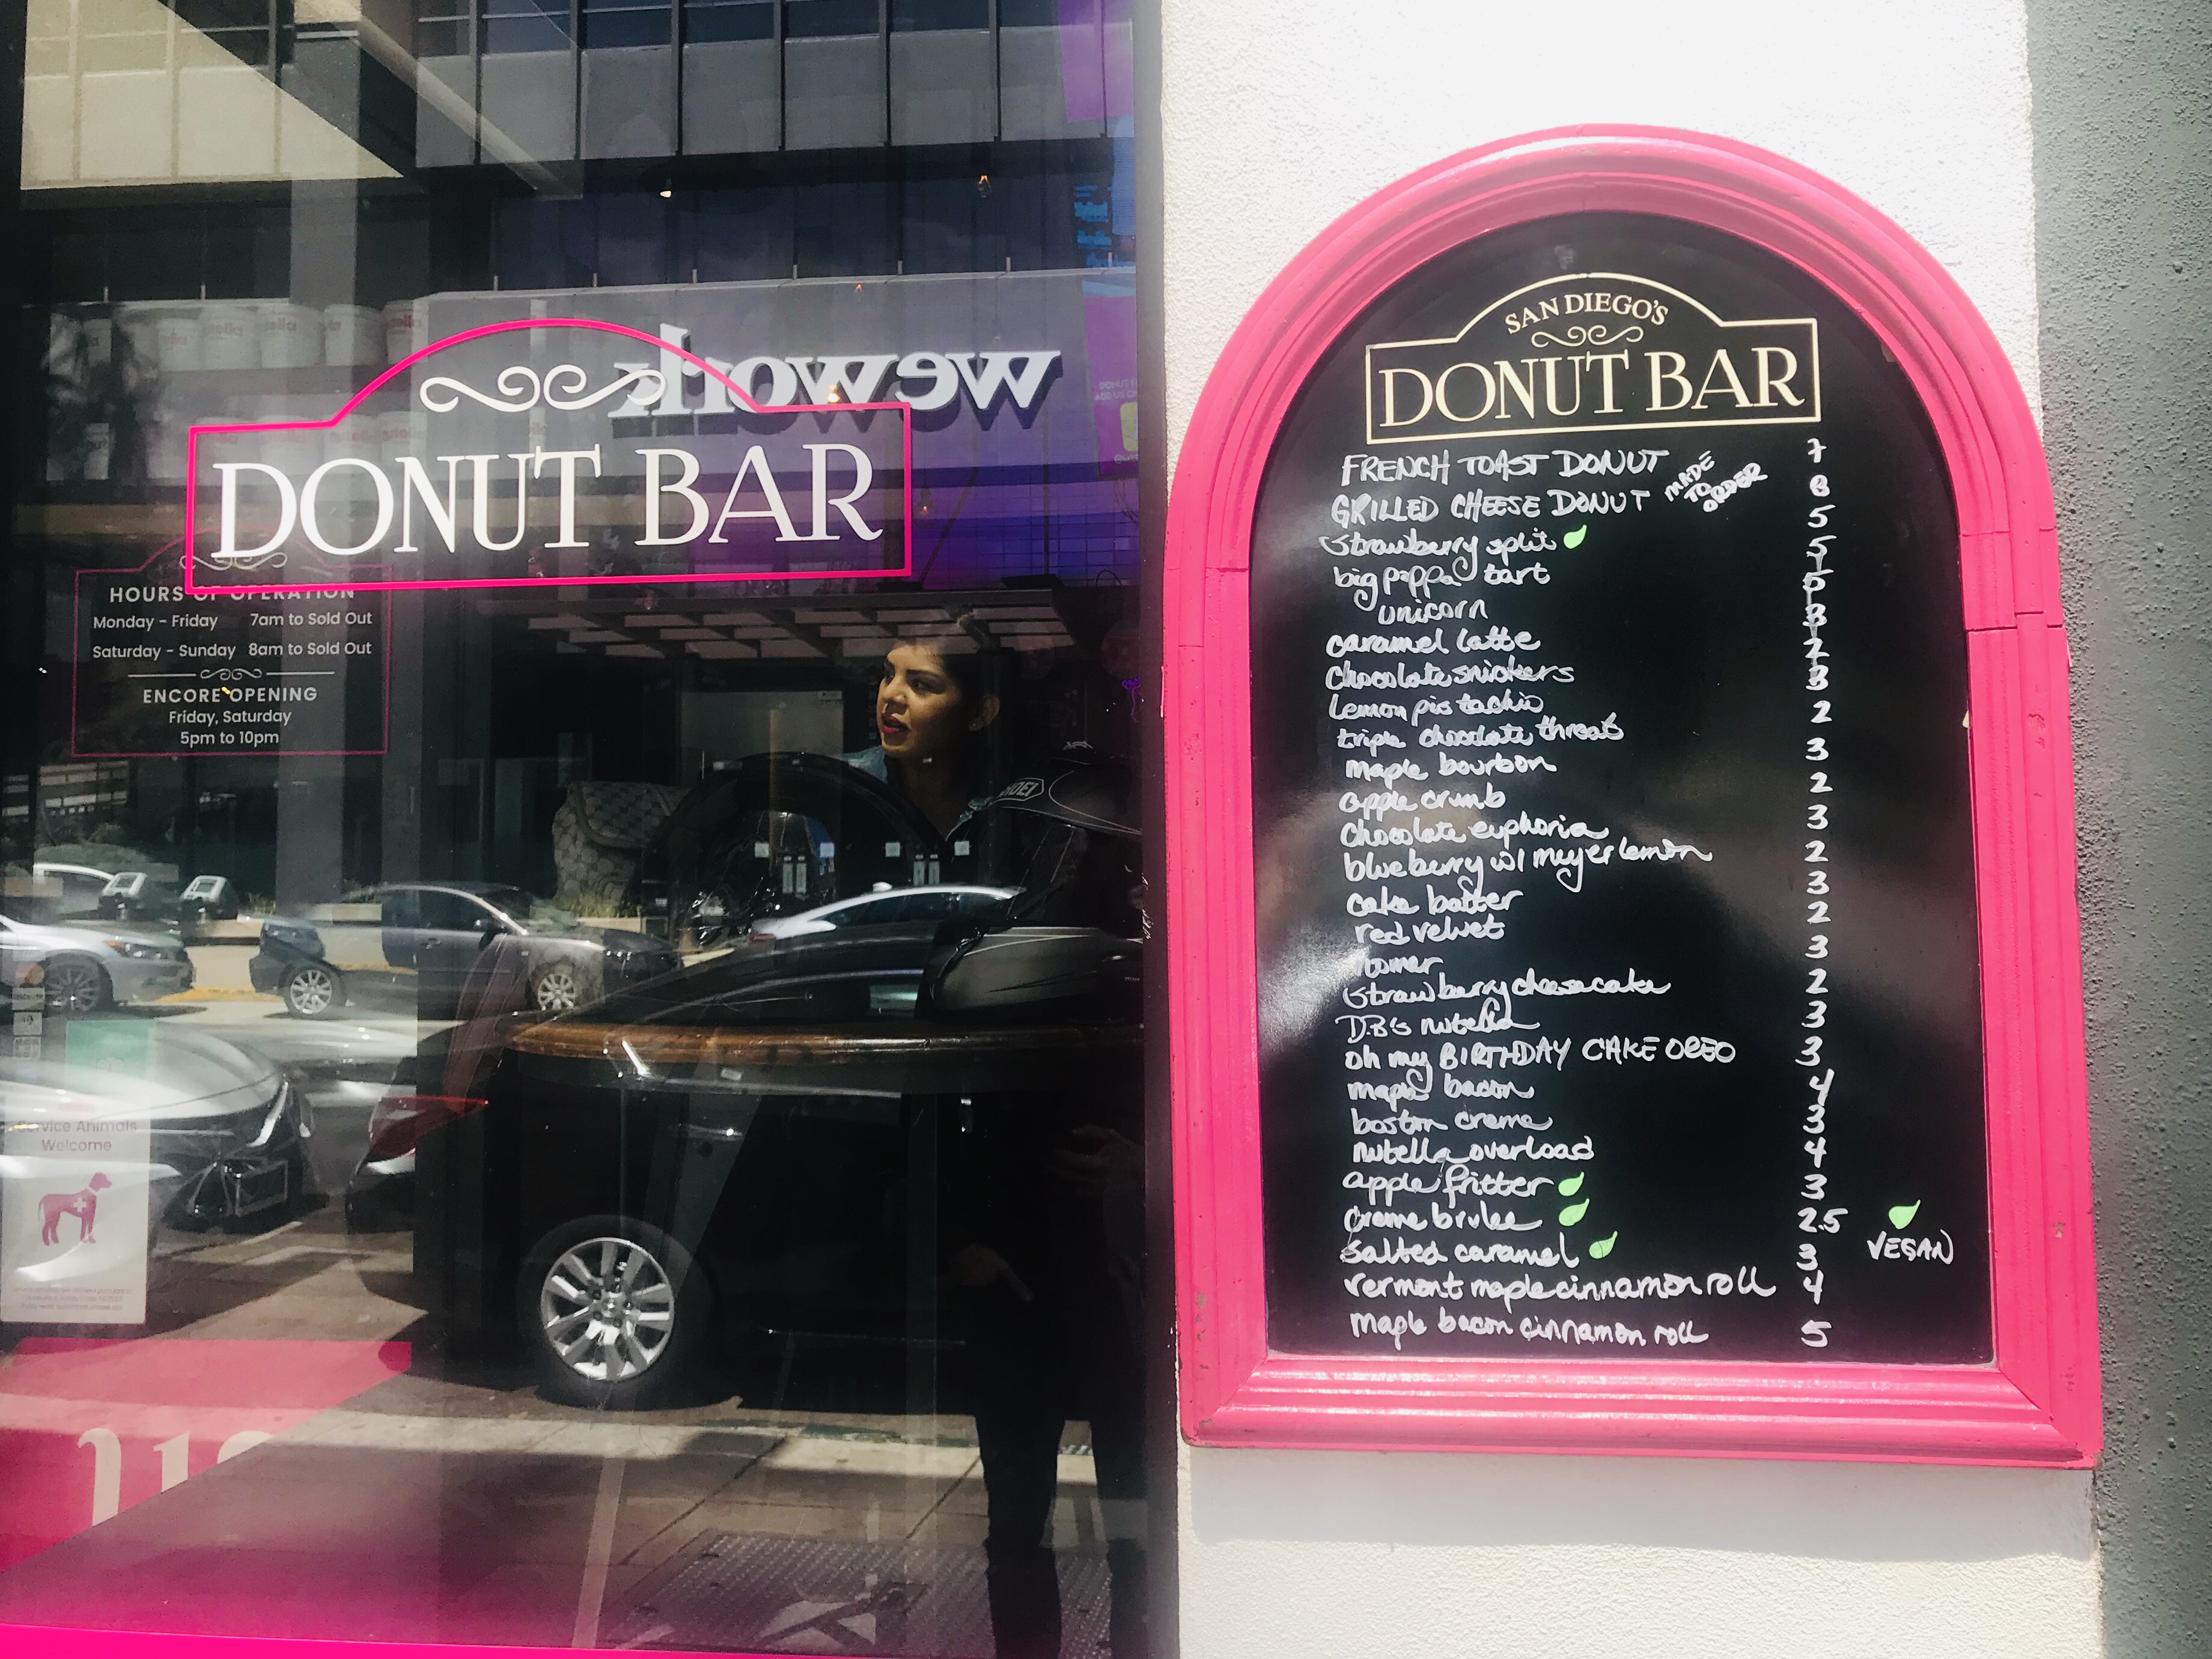 DONUT BAR
wework
HOURS OF OPERATION
Monday - Friday 7am to Sold Out
Saturday - Sunday 8am to Sold Out
ENCORE OPENING
Friday, Saturday
5pm to 10pm
Service Animals
Welcome
SAN DIEGO'S
DONUT BAR
FRENCH TOAST DONUT 7
MADE
TO
ORDER
GRILLED CHEESE DONUT
strawberry split 5
big poppa tart
unicorn
caramel latte
chocolate snickers
lemon pistachio 2
triple chocolate threat 3
maple bourbon 2
apple crumb 3
chocolate euphoria 2
blueberry w/ meyer lemon 3
cake batter 2
red velvet 3
homer 2
strawberry cheesecake 3
D.B's nutella
oh my BIRTHDAY CAKE OREO 3
maple bacon 4
boston creme 3
nutella overload 4
apple fritter 3
creme brulee 2.5
salted caramel 3
vermont maple cinnamon roll 4
maple bacon cinnamon roll 5
VEGAN